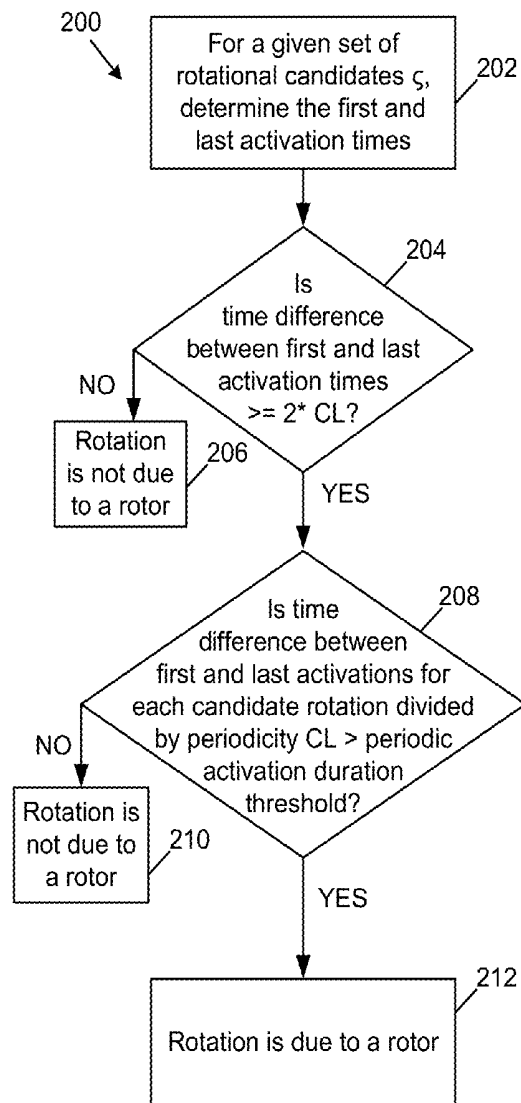 200
For a given set of
rotational candidates ς,
determine the first and
last activation times
202
204
Is
time difference
between first and last
activation times
>= 2* CL?
NO
Rotation
is not due
to a rotor
206
YES
208
Is time
difference between
first and last activations for
each candidate rotation divided
by periodicity CL > periodic
activation duration
threshold?
NO
Rotation is
not due to
a rotor
210
YES
212
Rotation is due to a rotor